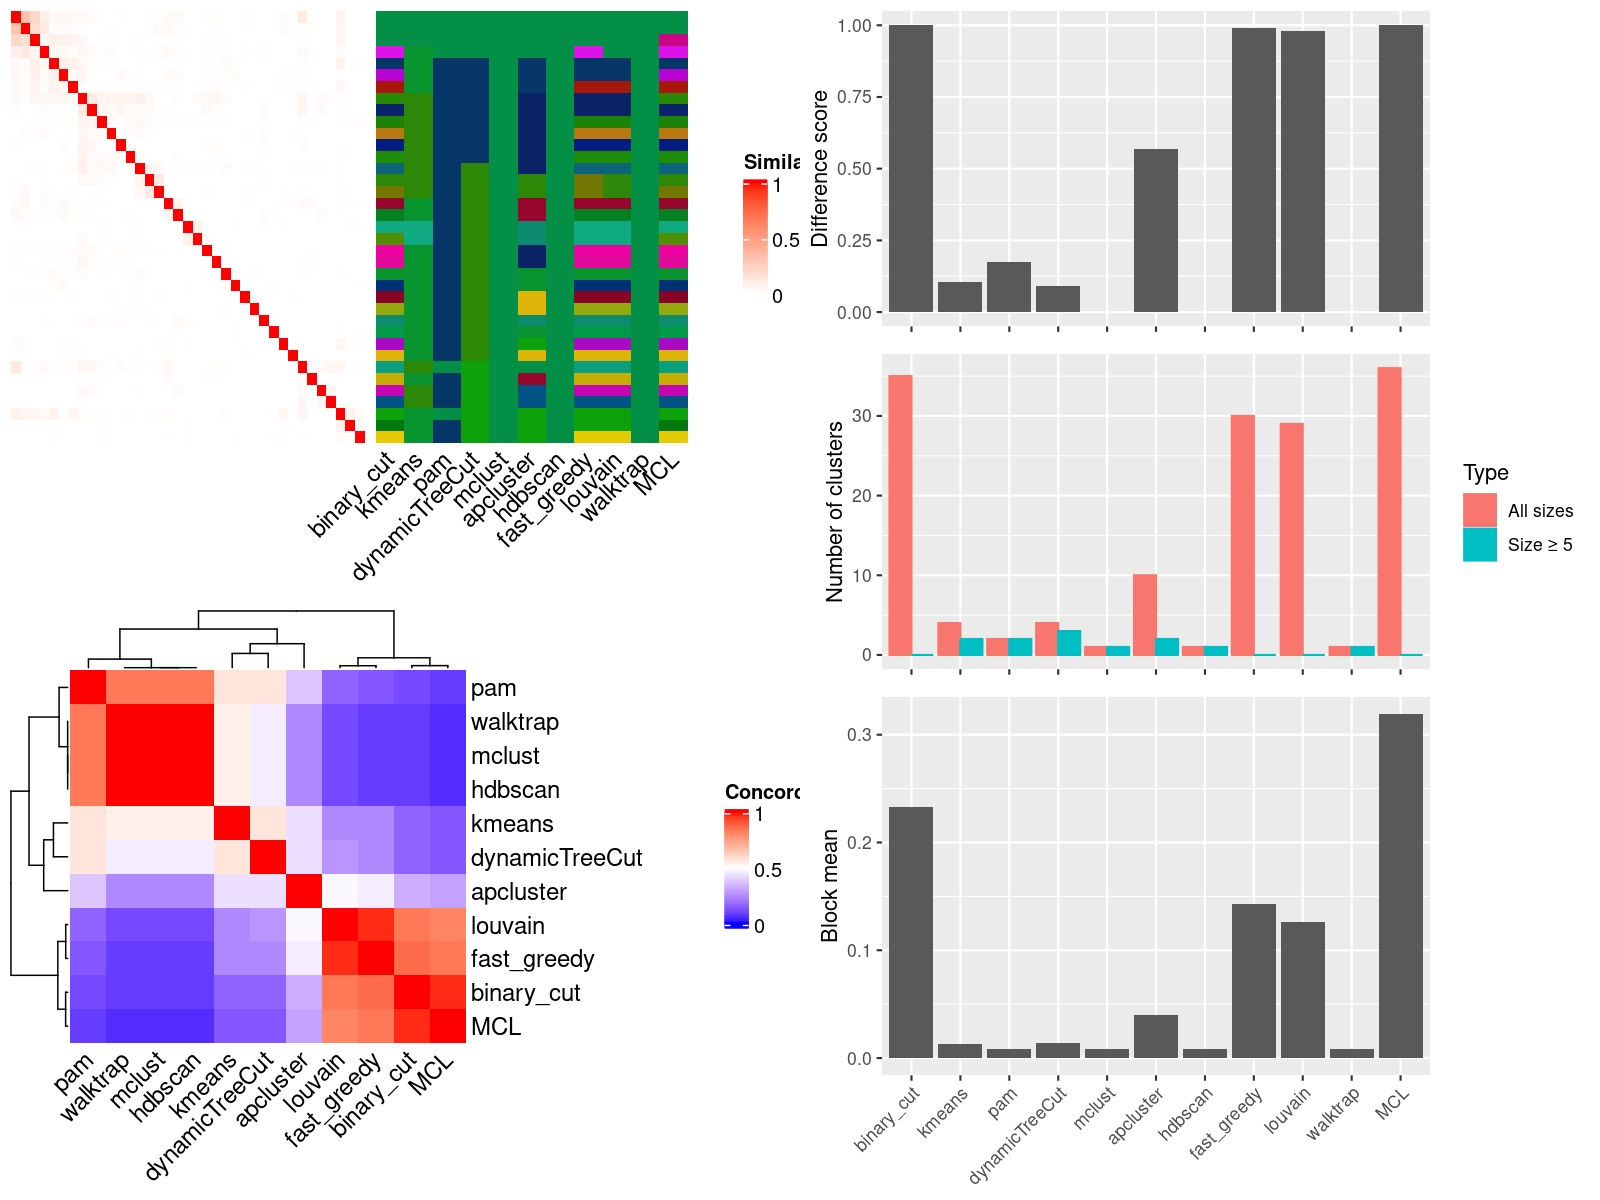 Simila
1
0.5
0
binary_cut
kmeans
pam
dynamicTreeCut
mclust
apcluster
hdbscan
fast_greedy
louvain
walktrap
MCL
pam
walktrap
mclust
hdbscan
kmeans
dynamicTreeCut
apcluster
louvain
fast_greedy
binary_cut
MCL
Concord
1
0.5
0
pam
walktrap
mclust
hdbscan
kmeans
dynamicTreeCut
apcluster
louvain
fast_greedy
binary_cut
MCL
Difference score
1.00
0.75
0.50
0.25
0.00
Number of clusters
30
20
10
0
Type
All sizes
Size ≥ 5
Block mean
0.3
0.2
0.1
0.0
binary_cut
kmeans
pam
dynamicTreeCut
mclust
apcluster
hdbscan
fast_greedy
louvain
walktrap
MCL